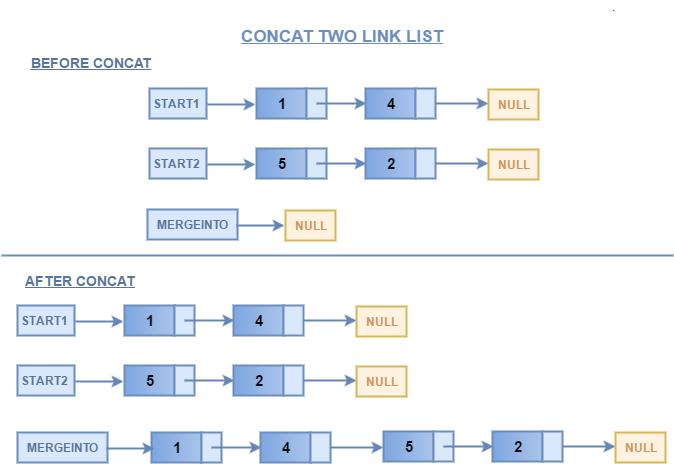 CONCAT TWO LINK LIST
BEFORE CONCAT
START1 1 4 NULL
START2 5 2 NULL
MERGEINTO NULL
AFTER CONCAT
START1 1 4 NULL
START2 5 2 NULL
MERGEINTO 1 4 5 2 NULL